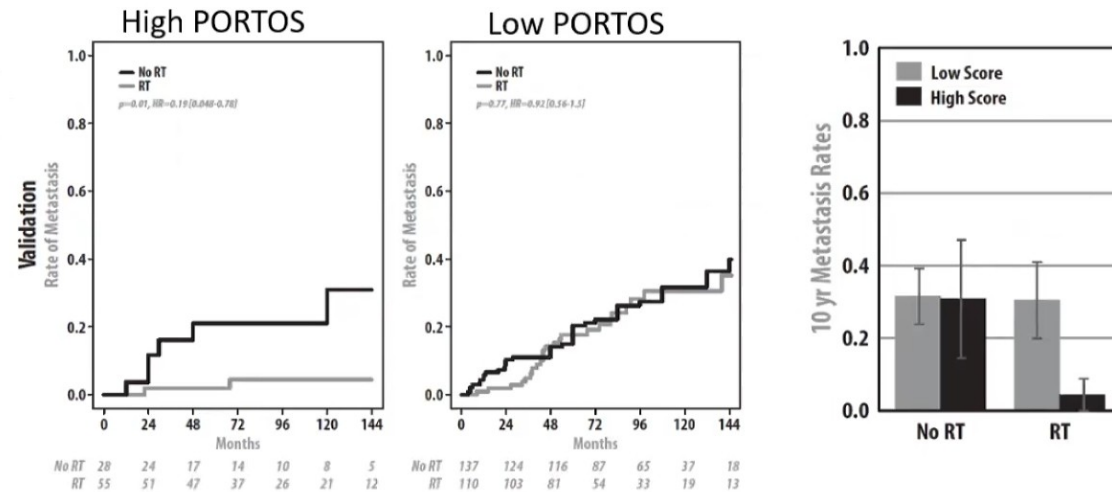 High PORTOS
Low PORTOS
Validation
Rate of Metastasis
1.0
0.8
0.6
0.4
0.2
0.0
No RT
RT
p=0.01, HR=0.19 [0.048-0.78]
0 24 48 72 96 120 144
Months
No RT 28 24 17 14 10 8 5
RT 55 51 47 37 26 21 12
Rate of Metastasis
1.0
0.8
0.6
0.4
0.2
0.0
No RT
RT
p=0.77, HR=0.92 [0.56-1.5]
0 24 48 72 96 120 144
Months
No RT 137 124 116 87 65 37 18
RT 110 103 81 54 33 19 13
10 yr Metastasis Rates
1.0
0.8
0.6
0.4
0.2
0.0
Low Score
High Score
No RT RT